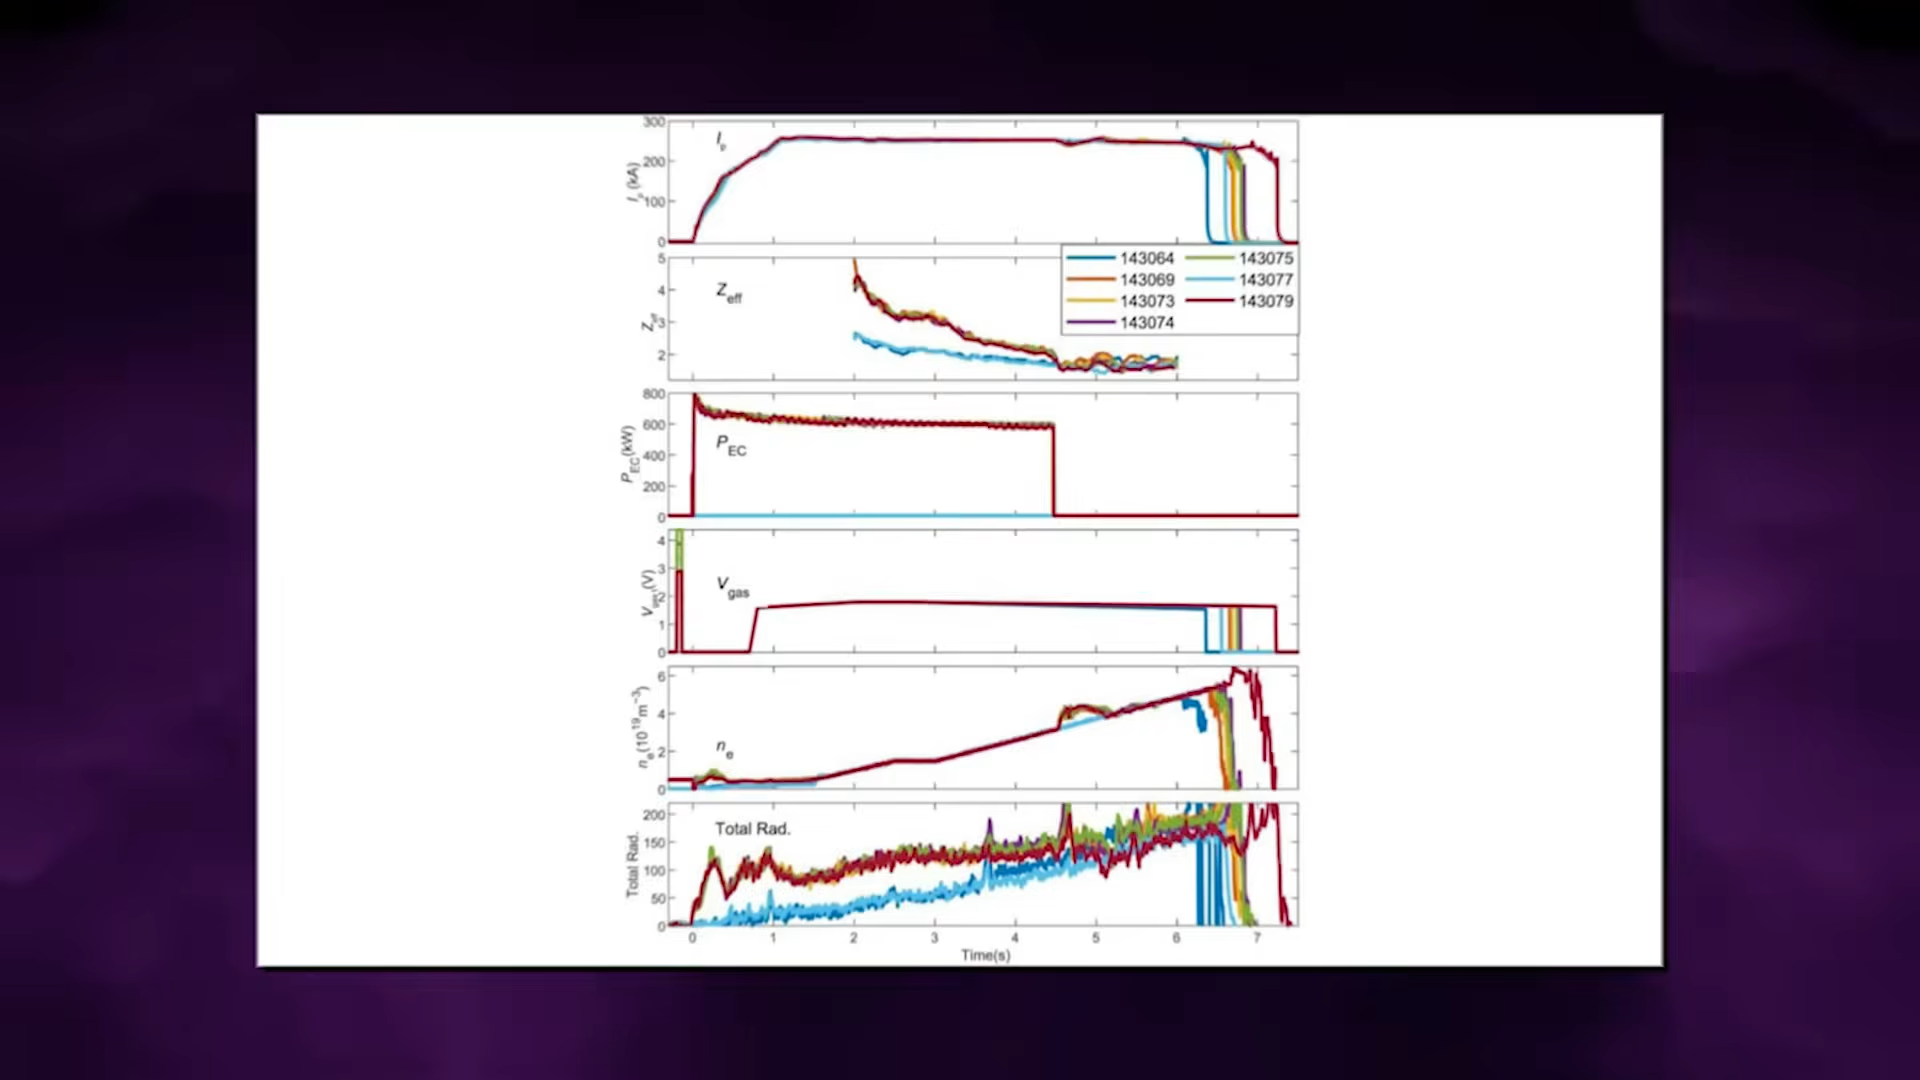 300
200
100
0
I_p (kA)
I_p
143064 143075
143069 143077
143073 143079
143074
5
4
3
2
Z_eff
Z_eff
800
600
400
200
0
P_EC(kW)
P_EC
4
3
2
1
0
V_gas(V)
V_gas
6
4
2
0
n_e(10^19m^-3)
n_e
200
150
100
50
0
Total Rad.
Total Rad.
0 1 2 3 4 5 6 7
Time(s)